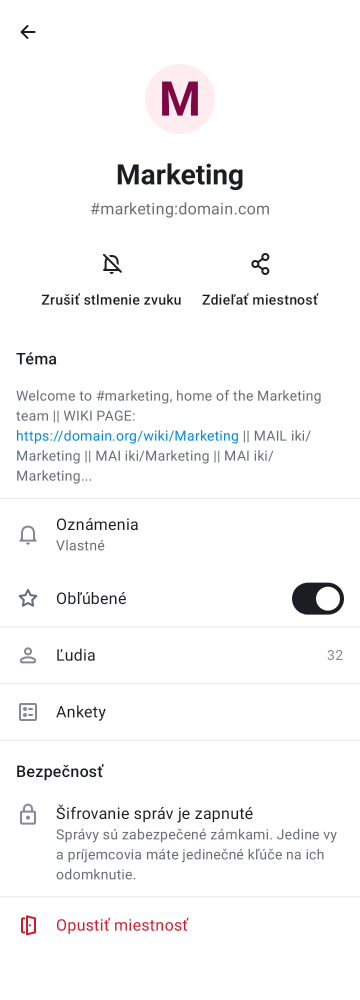 M
Marketing
#marketing:domain.com
Zrušiť stlmenie zvuku
Zdieľať miestnosť
Téma
Welcome to #marketing, home of the Marketing
team || WIKI PAGE:
https://domain.org/wiki/Marketing || MAIL iki/
Marketing || MAI iki/Marketing || MAI iki/
Marketing...
Oznámenia
Vlastné
Obľúbené
Ľudia
32
Ankety
Bezpečnosť
Šifrovanie správ je zapnuté
Správy sú zabezpečené zámkami. Jedine vy
a príjemcovia máte jedinečné kľúče na ich
odomknutie.
Opustiť miestnosť